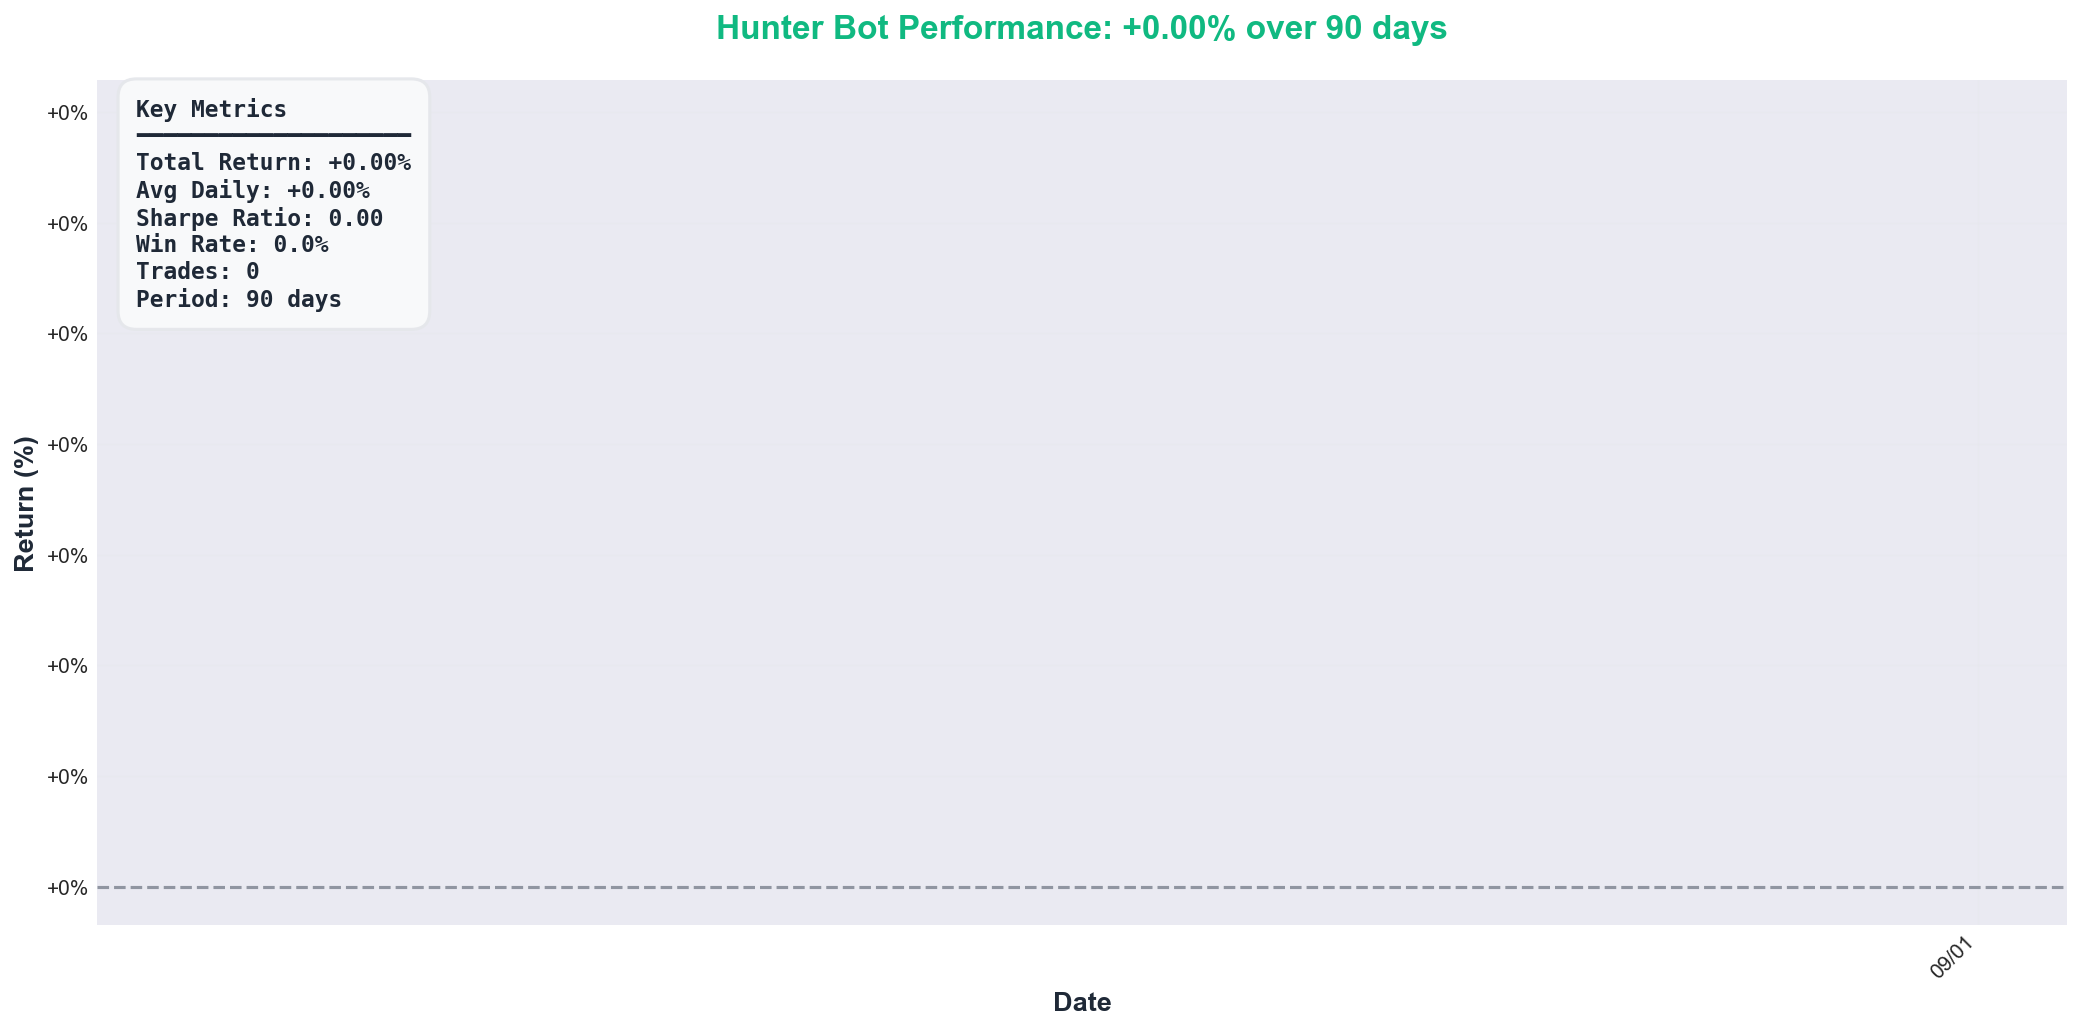 Hunter Bot Performance: +0.00% over 90 days
Key Metrics
Total Return: +0.00%
Avg Daily: +0.00%
Sharpe Ratio: 0.00
Win Rate: 0.0%
Trades: 0
Period: 90 days
+0%
+0%
+0%
+0%
+0%
+0%
+0%
+0%
Return (%)
09/01
Date